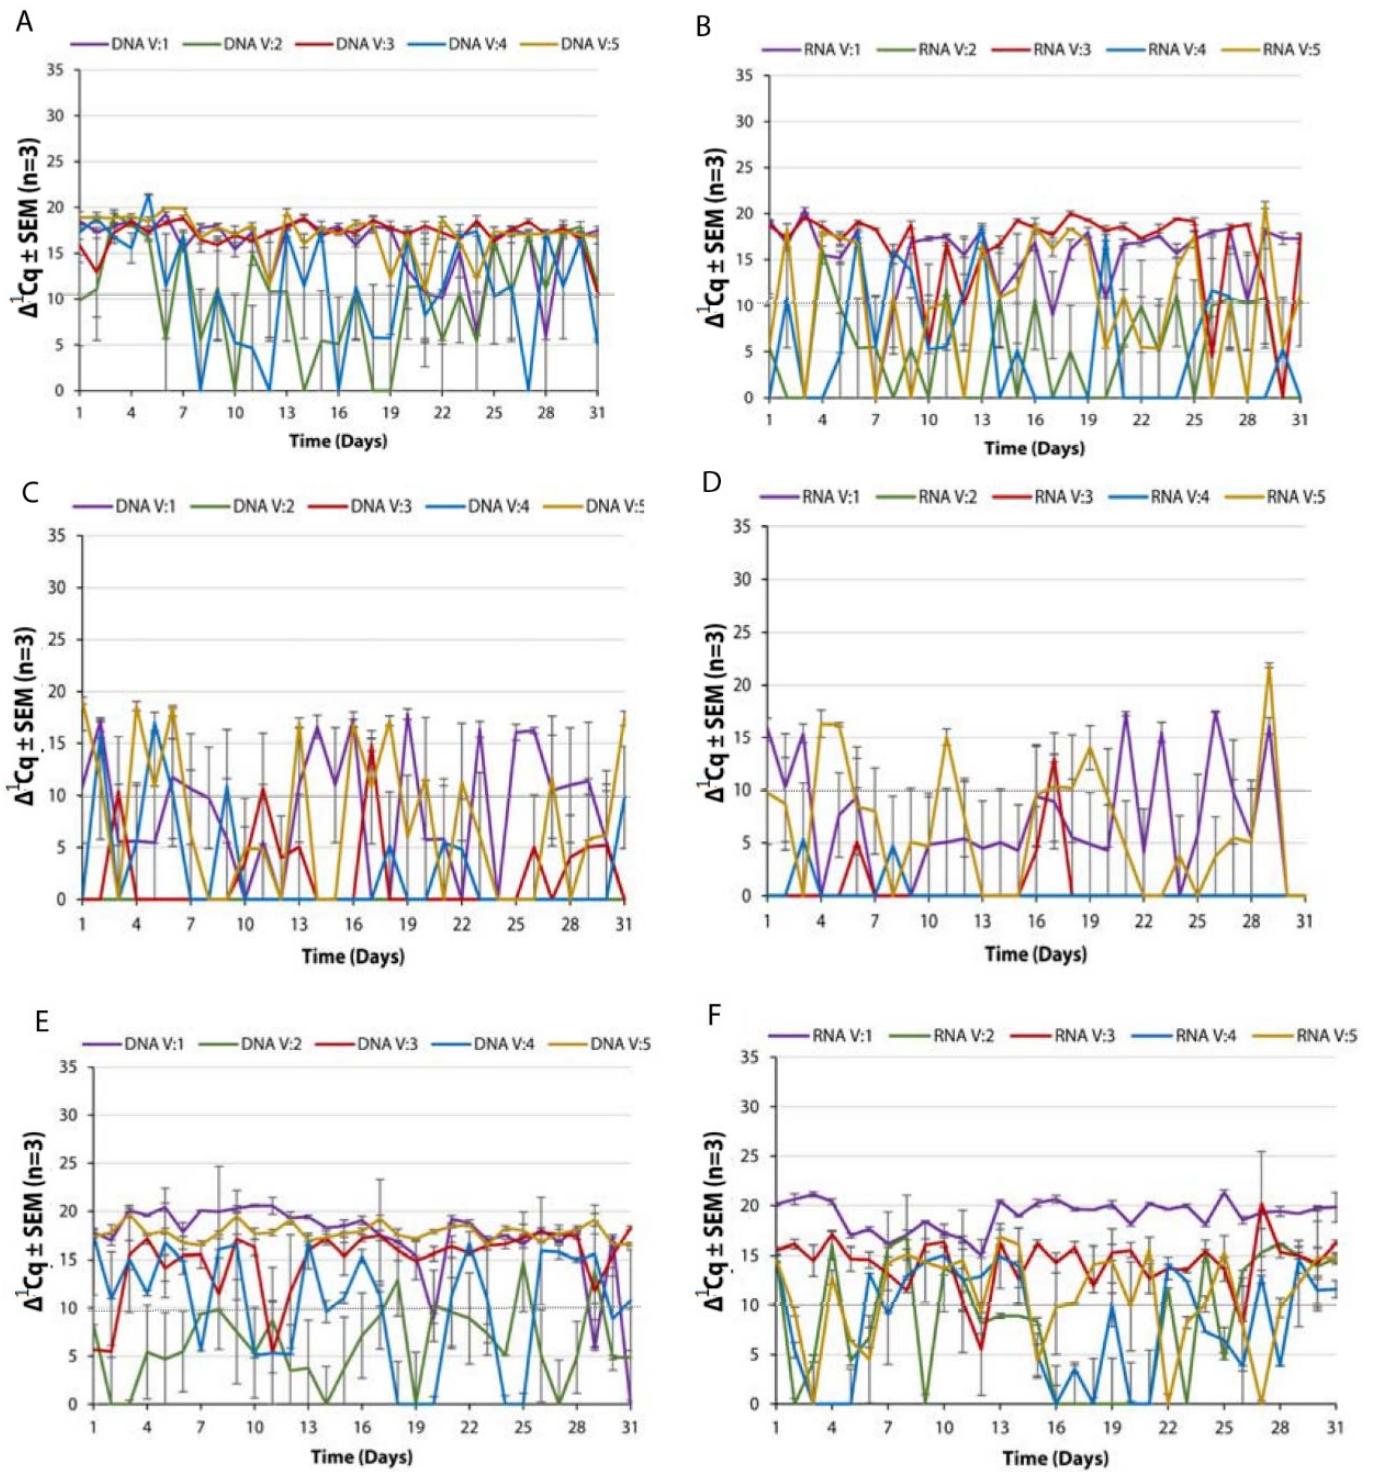 A
DNA V:1 DNA V:2 DNA V:3 DNA V:4 DNA V:5
35
30
25
20
15
10
5
0
Δ¹Cq ± SEM (n=3)
1 4 7 10 13 16 19 22 25 28 31
Time (Days)
B
RNA V:1 RNA V:2 RNA V:3 RNA V:4 RNA V:5
35
30
25
20
15
10
5
0
Δ¹Cq ± SEM (n=3)
1 4 7 10 13 16 19 22 25 28 31
Time (Days)
C
DNA V:1 DNA V:2 DNA V:3 DNA V:4 DNA V:5
35
30
25
20
15
10
5
0
Δ¹Cq ± SEM (n=3)
1 4 7 10 13 16 19 22 25 28 31
Time (Days)
D
RNA V:1 RNA V:2 RNA V:3 RNA V:4 RNA V:5
35
30
25
20
15
10
5
0
Δ¹Cq ± SEM (n=3)
1 4 7 10 13 16 19 22 25 28 31
Time (Days)
E
DNA V:1 DNA V:2 DNA V:3 DNA V:4 DNA V:5
35
30
25
20
15
10
5
0
Δ¹Cq ± SEM (n=3)
1 4 7 10 13 16 19 22 25 28 31
Time (Days)
F
RNA V:1 RNA V:2 RNA V:3 RNA V:4 RNA V:5
35
30
25
20
15
10
5
0
Δ¹Cq ± SEM (n=3)
1 4 7 10 13 16 19 22 25 28 31
Time (Days)